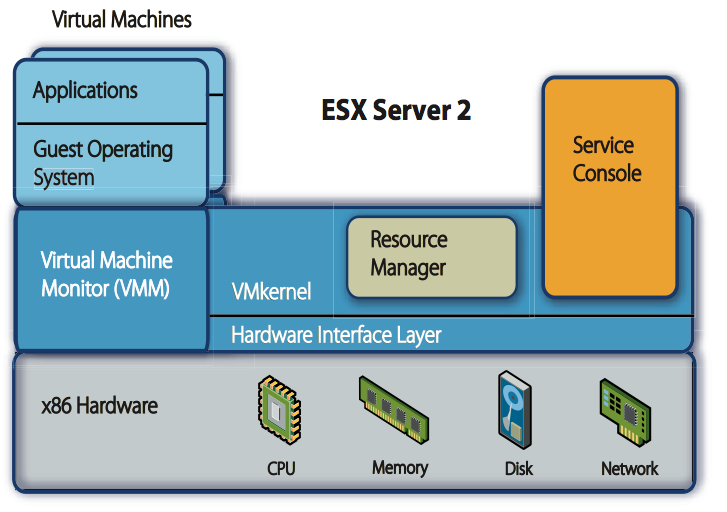 Virtual Machines
Applications
Guest Operating
System
ESX Server 2
Service
Console
Virtual Machine
Monitor (VMM)
VMkernel
Resource
Manager
Hardware Interface Layer
x86 Hardware
CPU
Memory
Disk
Network